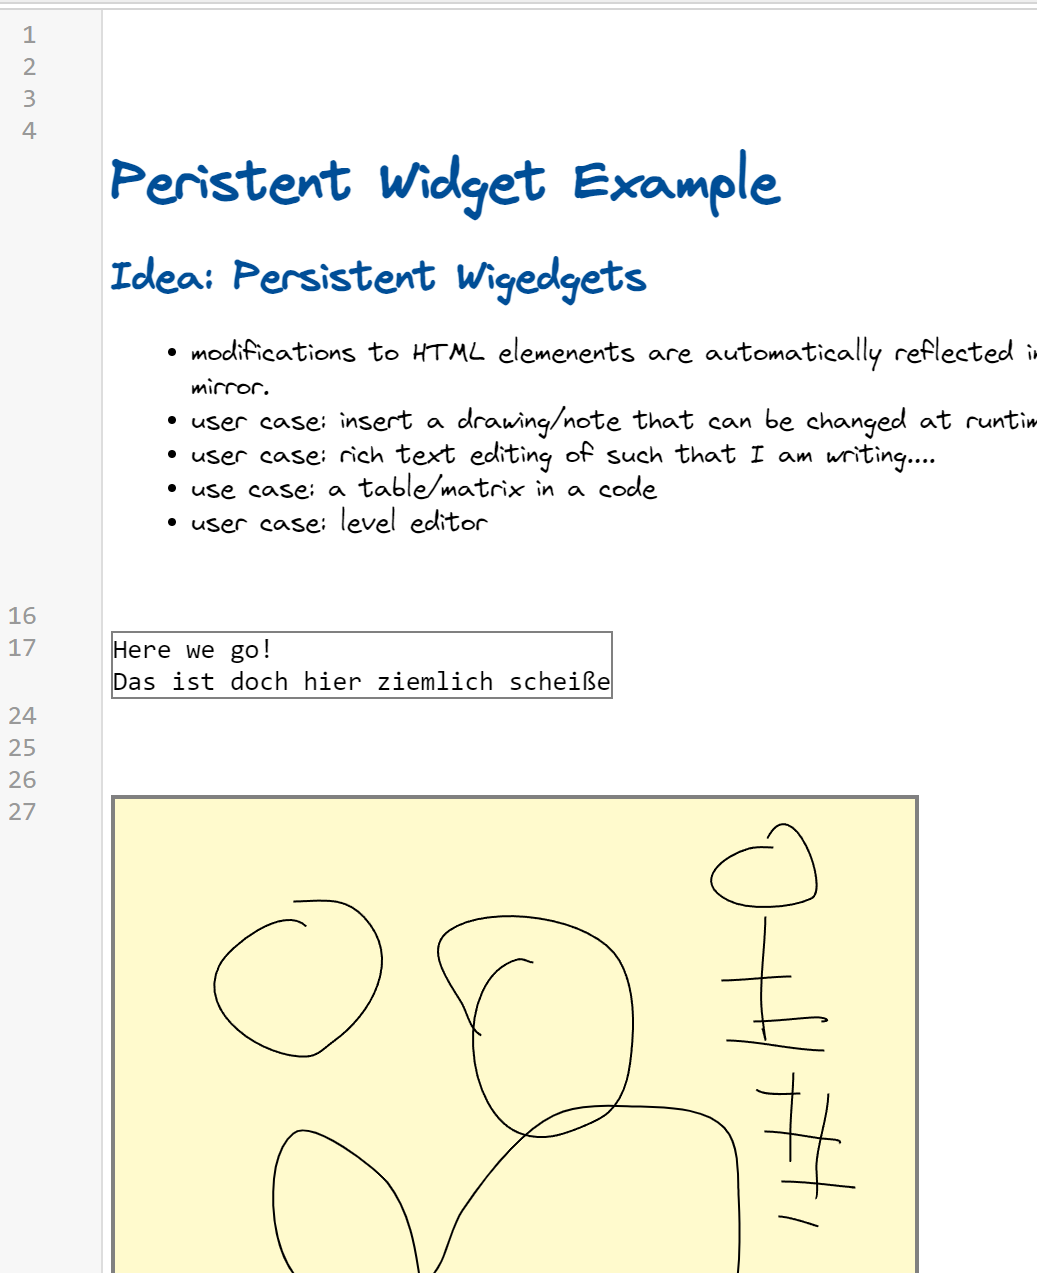 1
2
3
4
Peristent Widget Example
Idea: Persistent Wigedgets
• modifications to HTML elemenents are automatically reflected
mirror.
• user case: insert a drawing/note that can be changed at
• user case: rich text editing of such that I am writing....
• use case: a table/matrix in a code
• user case: level editor
16
17 Here we go!
Das ist doch hier ziemlich scheiße
24
25
26
27